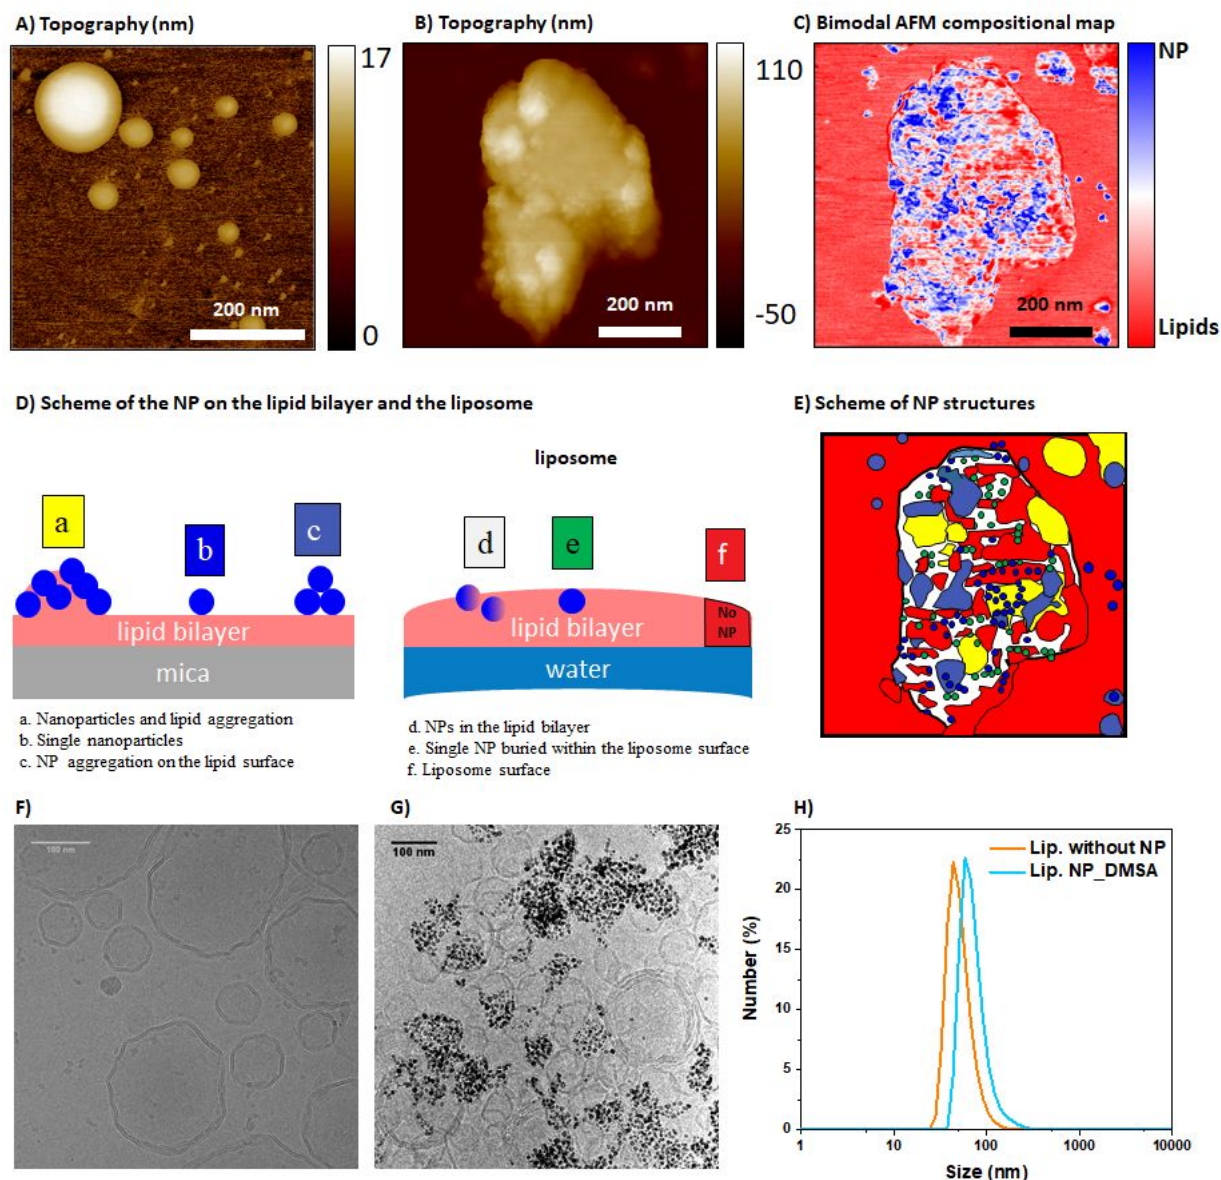 A) Topography (nm)
17
0
200 nm
B) Topography (nm)
110
-50
200 nm
C) Bimodal AFM compositional map
NP
Lipids
200 nm
D) Scheme of the NP on the lipid bilayer and the liposome
liposome
a
b
c
lipid bilayer
mica
d
e
f
No
NP
lipid bilayer
water
a. Nanoparticles and lipid aggregation
b. Single nanoparticles
c. NP aggregation on the lipid surface
d. NPs in the lipid bilayer
e. Single NP buried within the liposome surface
f. Liposome surface
E) Scheme of NP structures
F)
100 nm
G)
100 nm
H)
25
20
15
10
5
0
Number (%)
Lip. without NP
Lip. NP_DMSA
1
10
100
1000
10000
Size (nm)